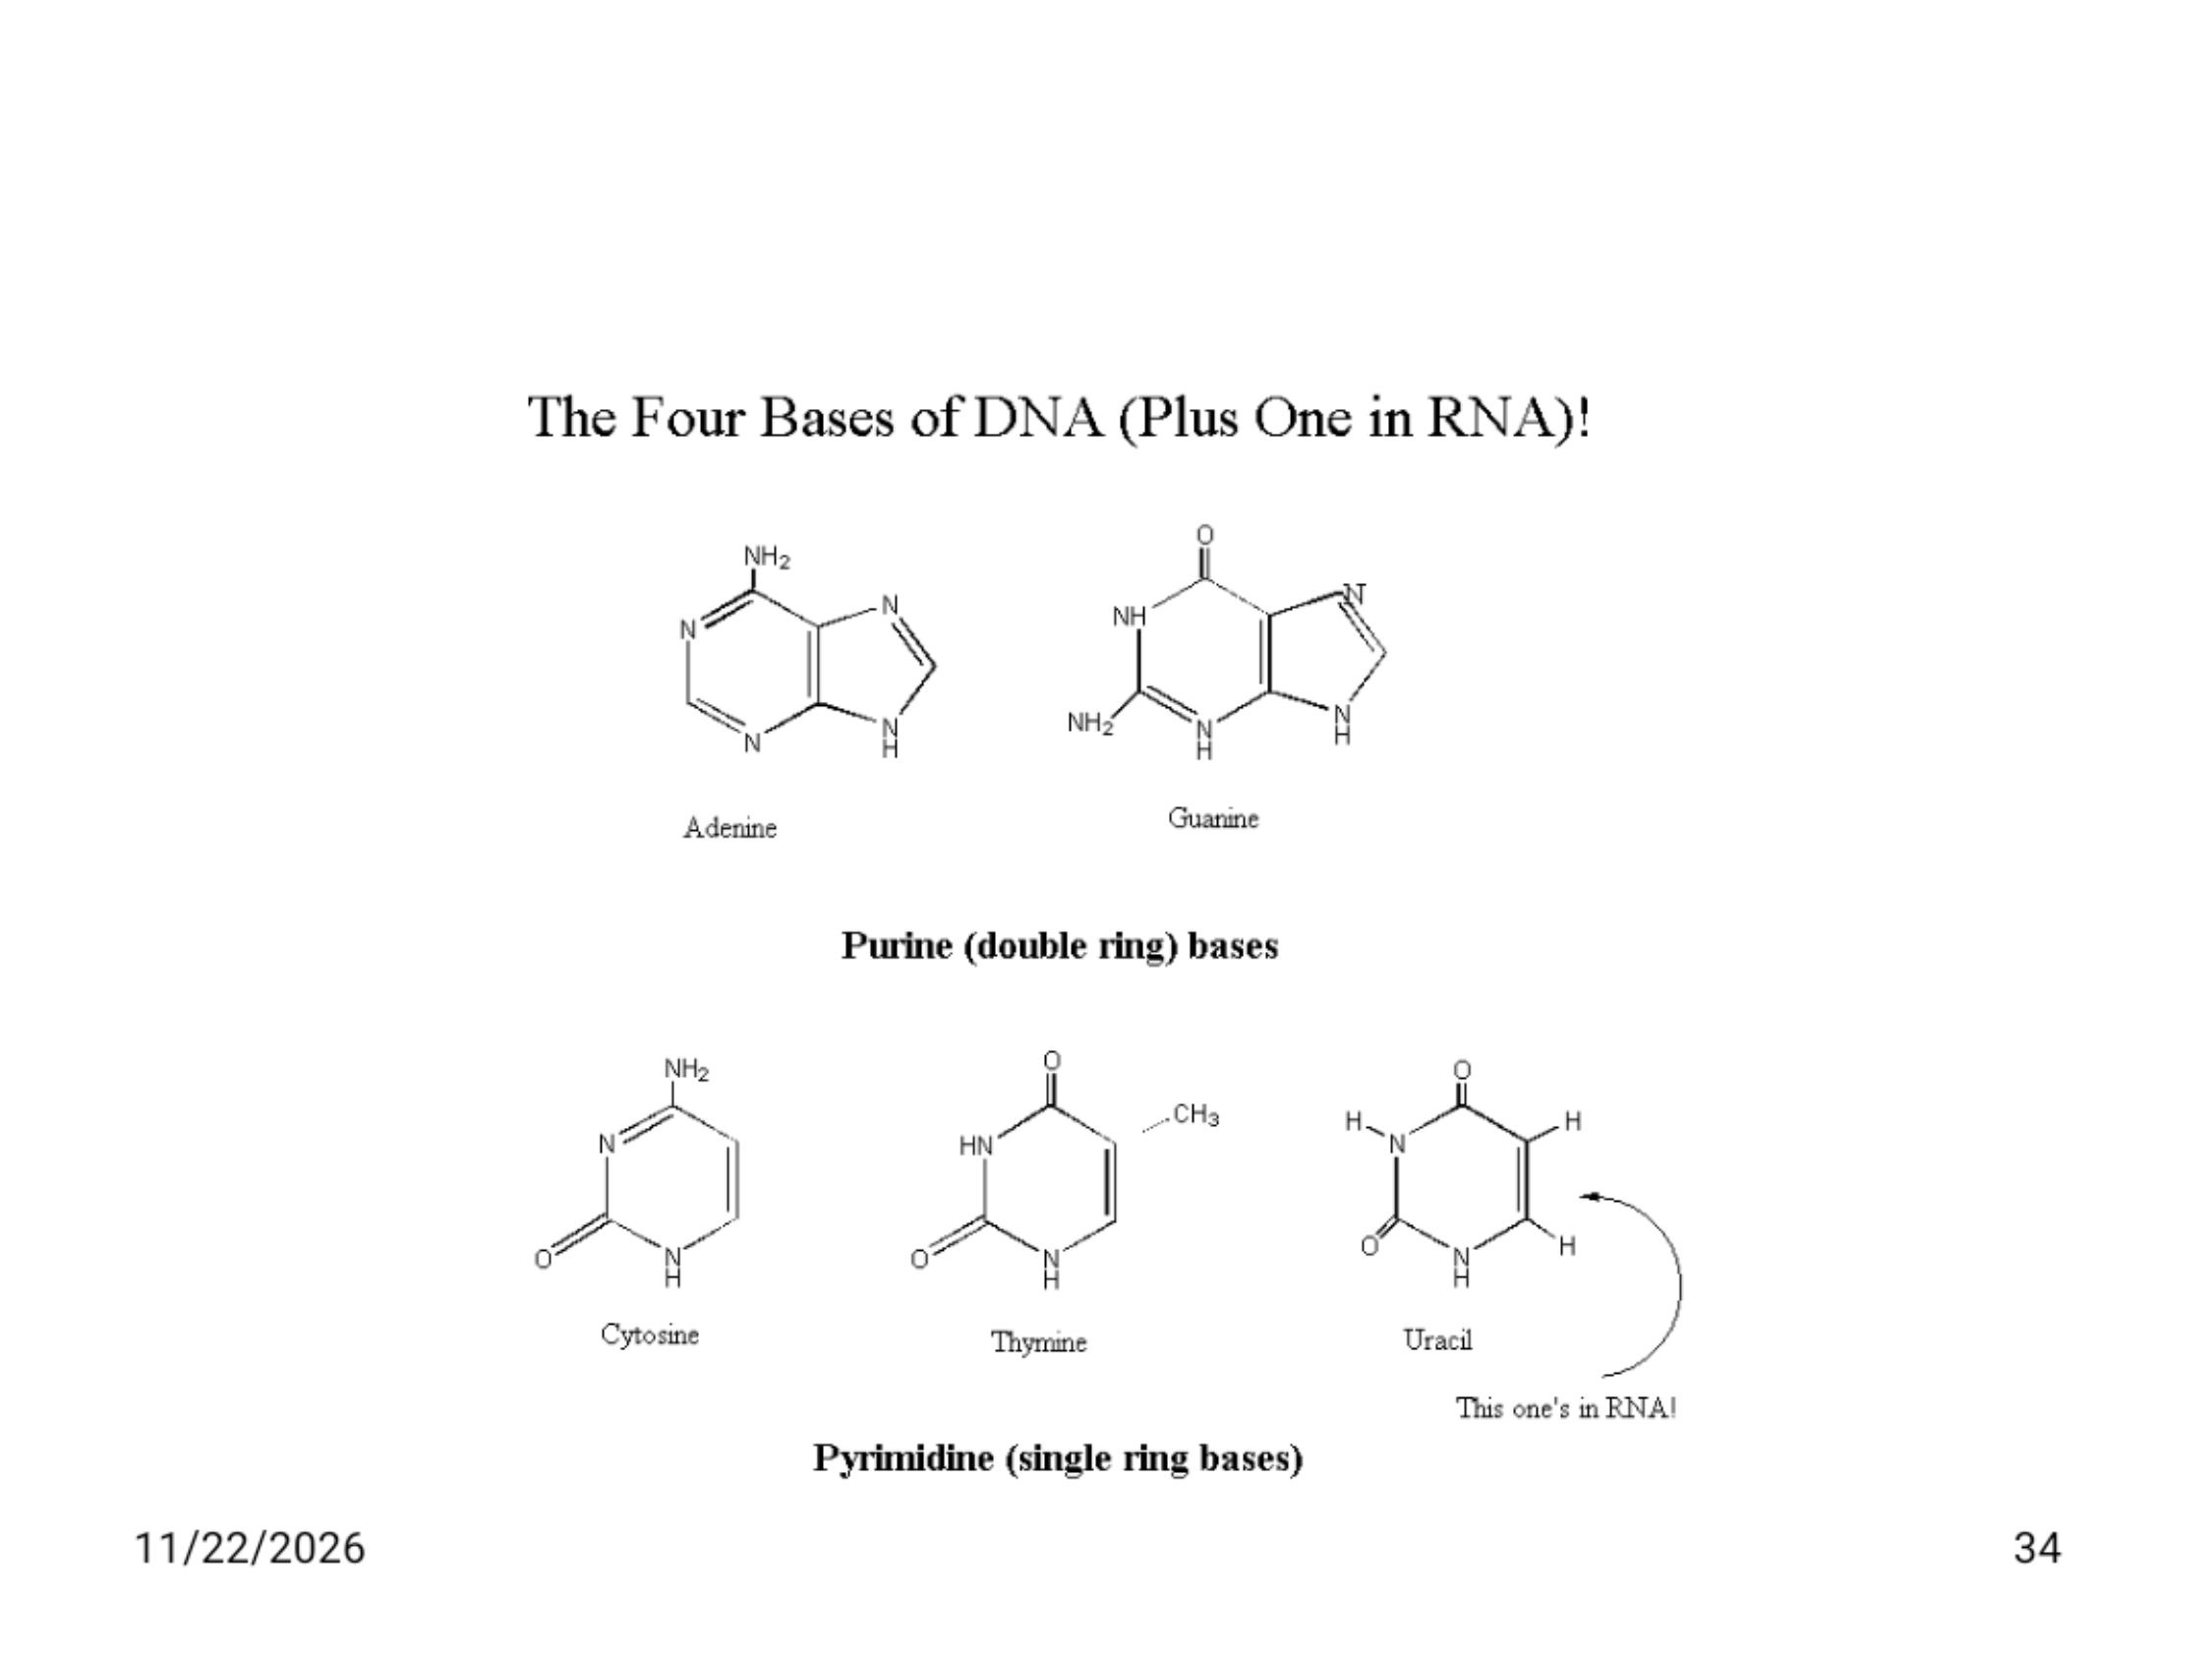 The Four Bases of DNA (Plus One in RNA)!
NH2
N
N
N
N
H
Adenine
O
NH
N
NH2
N
H
N
H
Guanine
Purine (double ring) bases
NH2
N
O
N
H
Cytosine
O
CH3
HN
O
N
H
Thymine
O
H
H
N
O
H
N
H
Uracil
This one's in RNA!
Pyrimidine (single ring bases)
11/22/2026
34